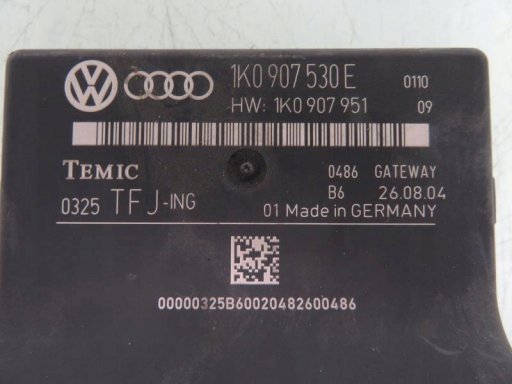 1K0 907 530 E 0110
HW: 1K0 907 951 09
TEMIC 0486 GATEWAY
B6 26.08.04
0325 TFJ-ING 01 Made in GERMANY
00000325B60020482600486